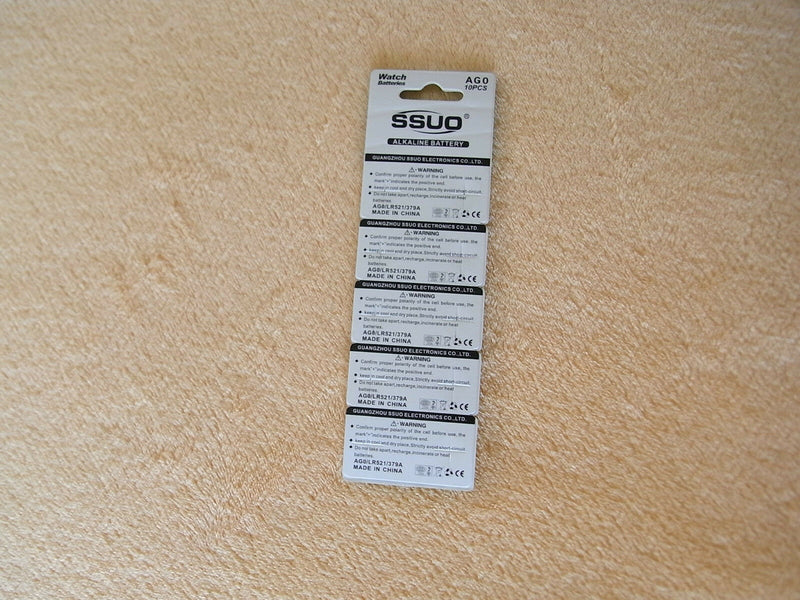 Watch
Batteries
AG0
10PCS
SSUO®
ALKALINE BATTERY
GUANGZHOU SSUO ELECTRONICS CO.,LTD.
WARNING
Confirm proper polarity of the cell before use, the
mark"+"indicates the positive end.
keep in cool and dry place,Strictly avoid short-circuit.
Do not take apart,recharge,incinerate or heat
batteries.
AG0/LR521/379A
MADE IN CHINA
CE
GUANGZHOU SSUO ELECTRONICS CO.,LTD.
WARNING
Confirm proper polarity of the cell before use, the
mark"+"indicates the positive end.
keep in cool and dry place,Strictly avoid short-circuit.
Do not take apart,recharge,incinerate or heat
batteries.
AG0/LR521/379A
MADE IN CHINA
CE
GUANGZHOU SSUO ELECTRONICS CO.,LTD.
WARNING
Confirm proper polarity of the cell before use, the
mark"+"indicates the positive end.
keep in cool and dry place,Strictly avoid short-circuit.
Do not take apart,recharge,incinerate or heat
batteries.
AG0/LR521/379A
MADE IN CHINA
CE
GUANGZHOU SSUO ELECTRONICS CO.,LTD.
WARNING
Confirm proper polarity of the cell before use, the
mark"+"indicates the positive end.
keep in cool and dry place,Strictly avoid short-circuit.
Do not take apart,recharge,incinerate or heat
batteries.
AG0/LR521/379A
MADE IN CHINA
CE
GUANGZHOU SSUO ELECTRONICS CO.,LTD.
WARNING
Confirm proper polarity of the cell before use, the
mark"+"indicates the positive end.
keep in cool and dry place,Strictly avoid short-circuit.
Do not take apart,recharge,incinerate or heat
batteries.
AG0/LR521/379A
MADE IN CHINA
CE